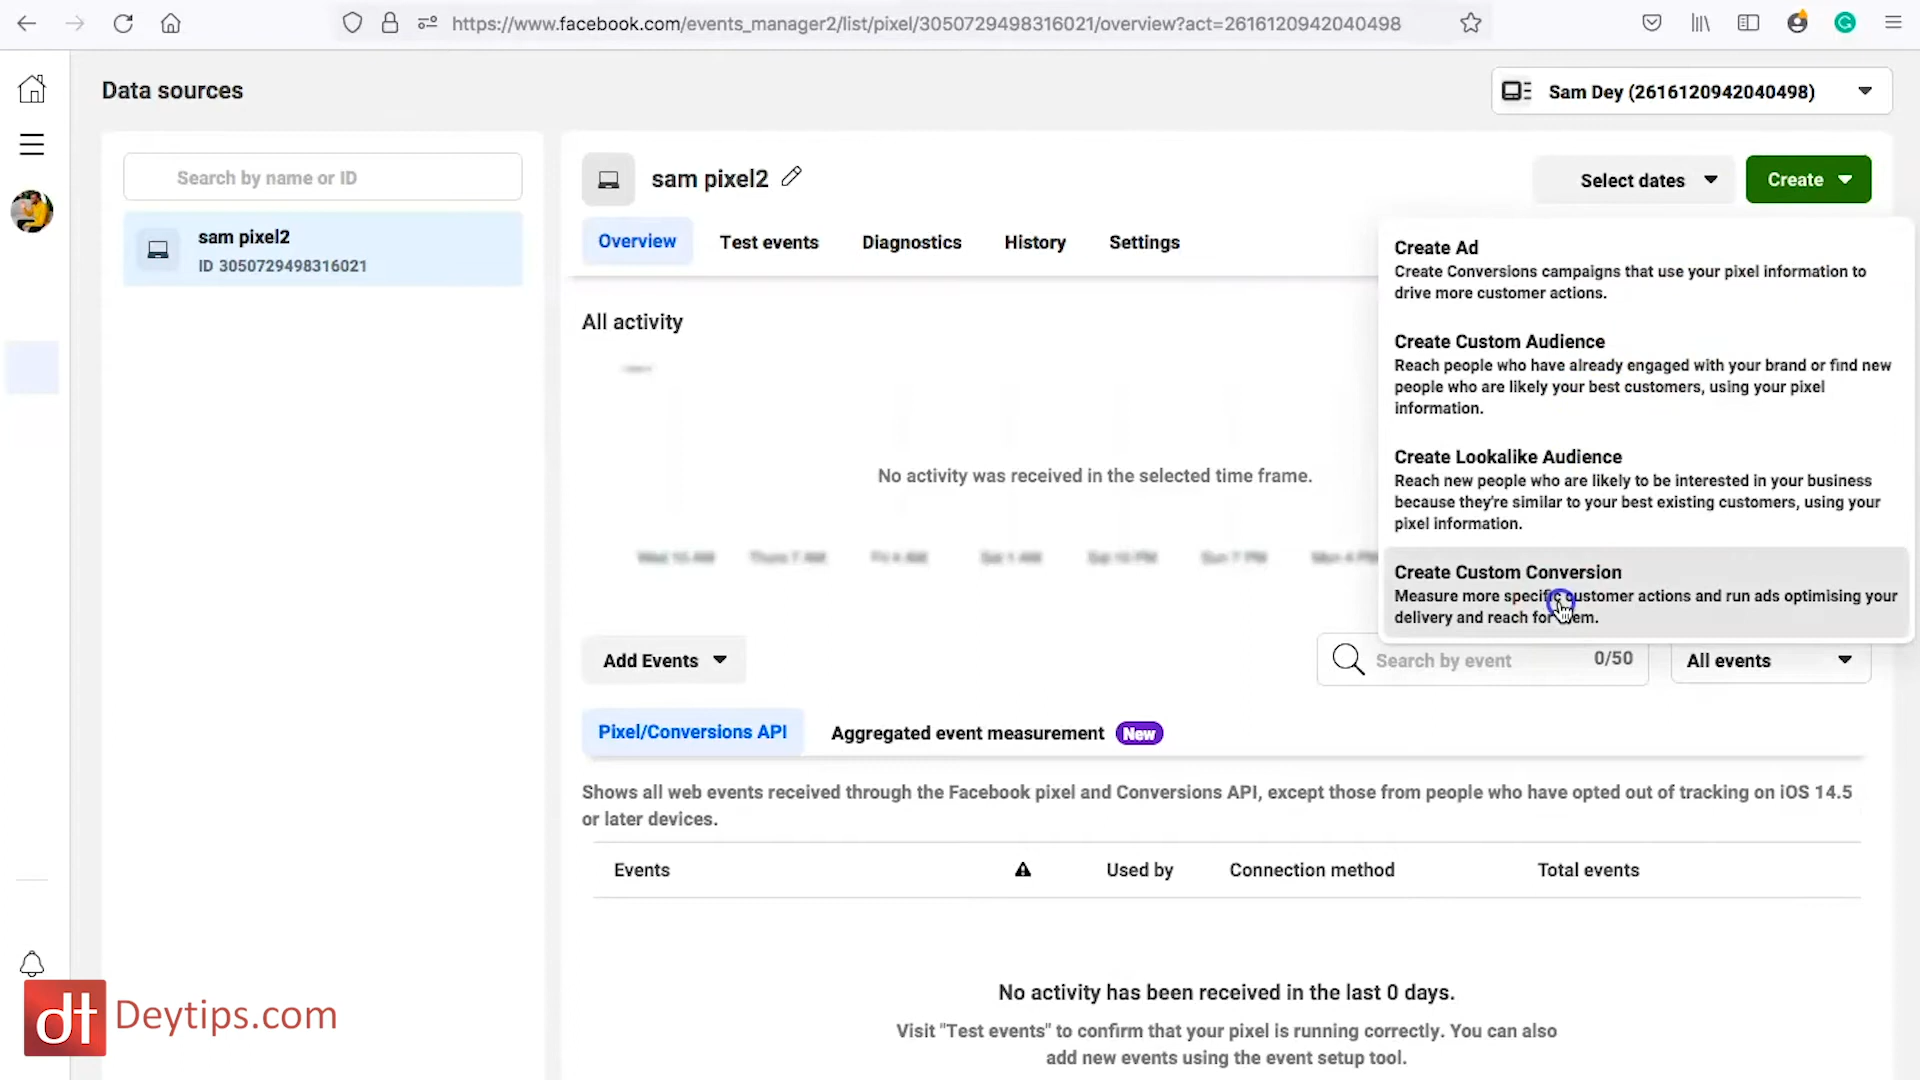 https://www.facebook.com/events_manager2/list/pixel/3050729498316021/overview?act=2616120942040498
Data sources
Sam Dey (2616120942040498)
Search by name or ID
sam pixel2
ID 3050729498316021
sam pixel2
Select dates
Create
Overview
Test events
Diagnostics
History
Settings
Create Ad
Create Conversions campaigns that use your pixel information to
drive more customer actions.
Create Custom Audience
Reach people who have already engaged with your brand or find new
people who are likely your best customers, using your pixel
information.
Create Lookalike Audience
Reach new people who are likely to be interested in your business
because they're similar to your best existing customers, using your
pixel information.
Create Custom Conversion
Measure more specific customer actions and run ads optimising your
delivery and reach for them.
All activity
No activity was received in the selected time frame.
Add Events
Search by event
0/50
All events
Pixel/Conversions API
Aggregated event measurement
New
Shows all web events received through the Facebook pixel and Conversions API, except those from people who have opted out of tracking on iOS 14.5
or later devices.
Events
Used by
Connection method
Total events
No activity has been received in the last 0 days.
Visit "Test events" to confirm that your pixel is running correctly. You can also
add new events using the event setup tool.
dt
Deytips.com